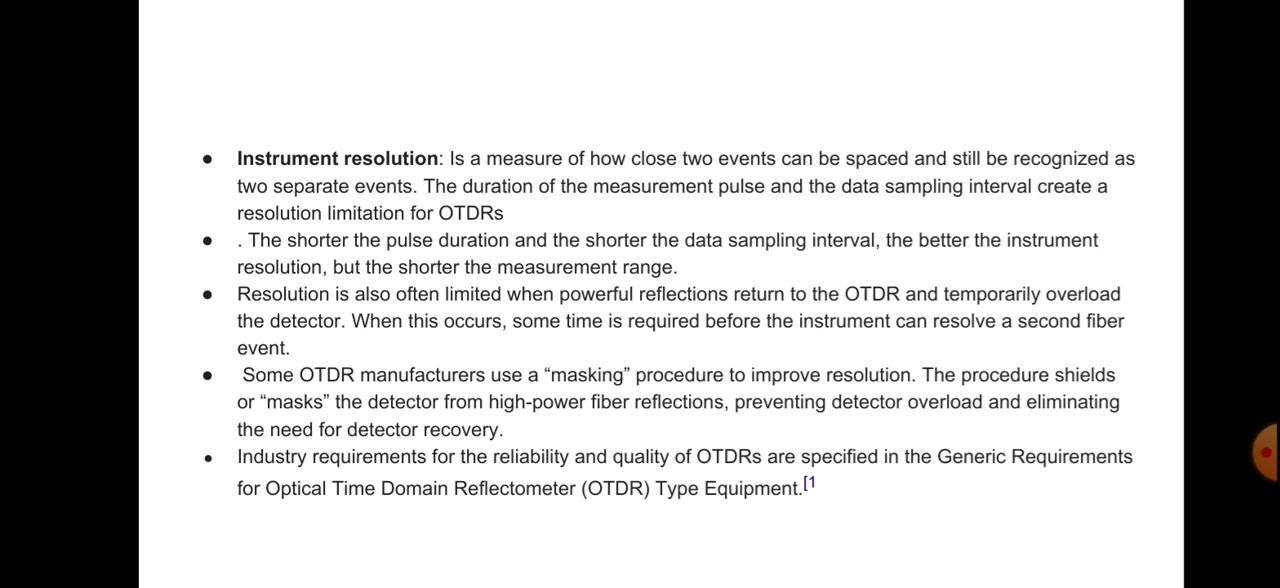 ● Instrument resolution: Is a measure of how close two events can be spaced and still be recognized as
two separate events. The duration of the measurement pulse and the data sampling interval create a
resolution limitation for OTDRs
● . The shorter the pulse duration and the shorter the data sampling interval, the better the instrument
resolution, but the shorter the measurement range.
● Resolution is also often limited when powerful reflections return to the OTDR and temporarily overload
the detector. When this occurs, some time is required before the instrument can resolve a second fiber
event.
● Some OTDR manufacturers use a “masking” procedure to improve resolution. The procedure shields
or “masks” the detector from high-power fiber reflections, preventing detector overload and eliminating
the need for detector recovery.
● Industry requirements for the reliability and quality of OTDRs are specified in the Generic Requirements
for Optical Time Domain Reflectometer (OTDR) Type Equipment.[1